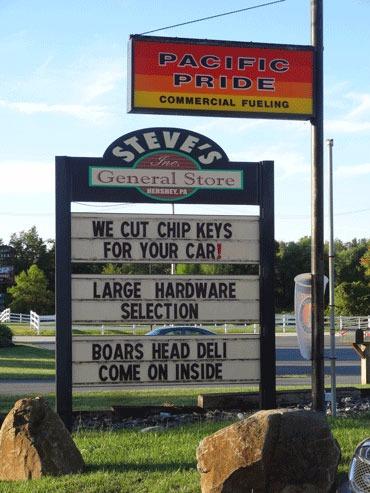 PACIFIC
PRIDE
COMMERCIAL FUELING
STEVE'S
Inc.
General Store
HERSHEY, PA
WE CUT CHIP KEYS
FOR YOUR CAR!
LARGE HARDWARE
SELECTION
BOARS HEAD DELI
COME ON INSIDE